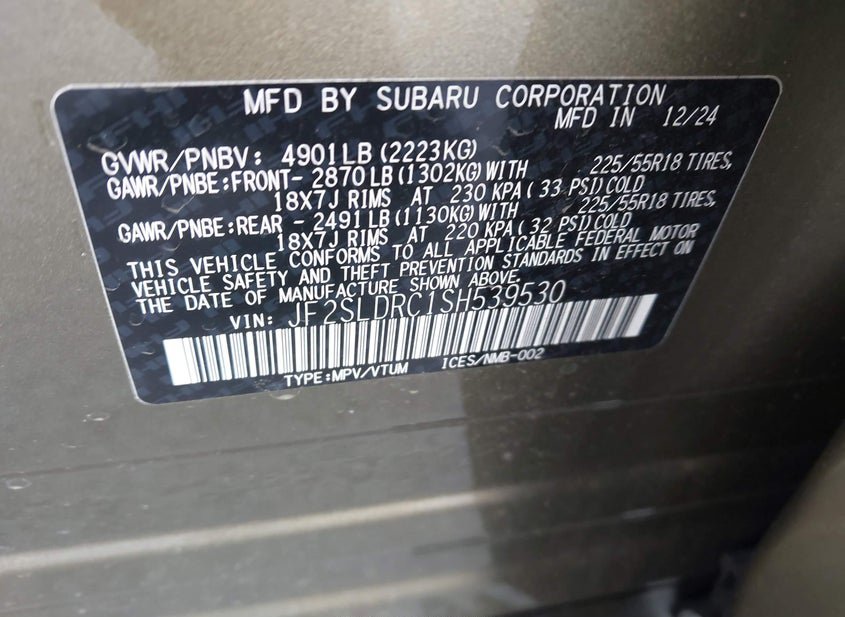 MFD BY SUBARU CORPORATION
MFD IN 12/24
GVWR/PNBV: 4901LB (2223KG)
GAWR/PNBE:FRONT- 2870LB (1302KG)WITH 225/55R18 TIRES,
18X7J RIMS AT 230 KPA ( 33 PSI)COLD
GAWR/PNBE:REAR - 2491LB (1130KG)WITH 225/55R18 TIRES,
18X7J RIMS AT 220 KPA ( 32 PSI)COLD
THIS VEHICLE CONFORMS TO ALL APPLICABLE FEDERAL MOTOR
VEHICLE SAFETY AND THEFT PREVENTION STANDARDS IN EFFECT ON
THE DATE OF MANUFACTURE SHOWN ABOVE.
VIN: JF2SLDRC1SH539530
TYPE:MPV/VTUM ICES/NMB-002